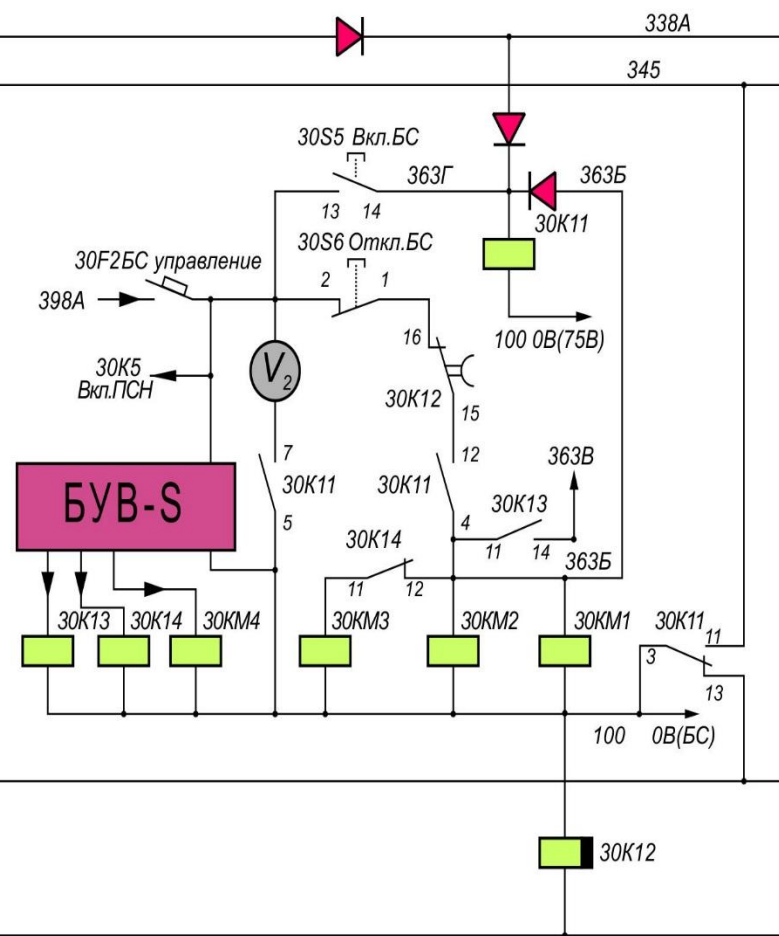 338А
345
30S5 Вкл.БС
363Г
363Б
13 14
30К11
30S6 Откл.БС
30F2БС управление
2 1
398А
16
100 0В(75В)
30К5
Вкл.ПСН
V2
30К12
15
7
12
363В
БУВ-S
30К11
30К11
30К13
5
4
30К14
11 14
363Б
11 12
30К13 30К14 30КМ4
30КМ3
30КМ2
30КМ1
30К11
11
3
13
100 0В(БС)
30К12